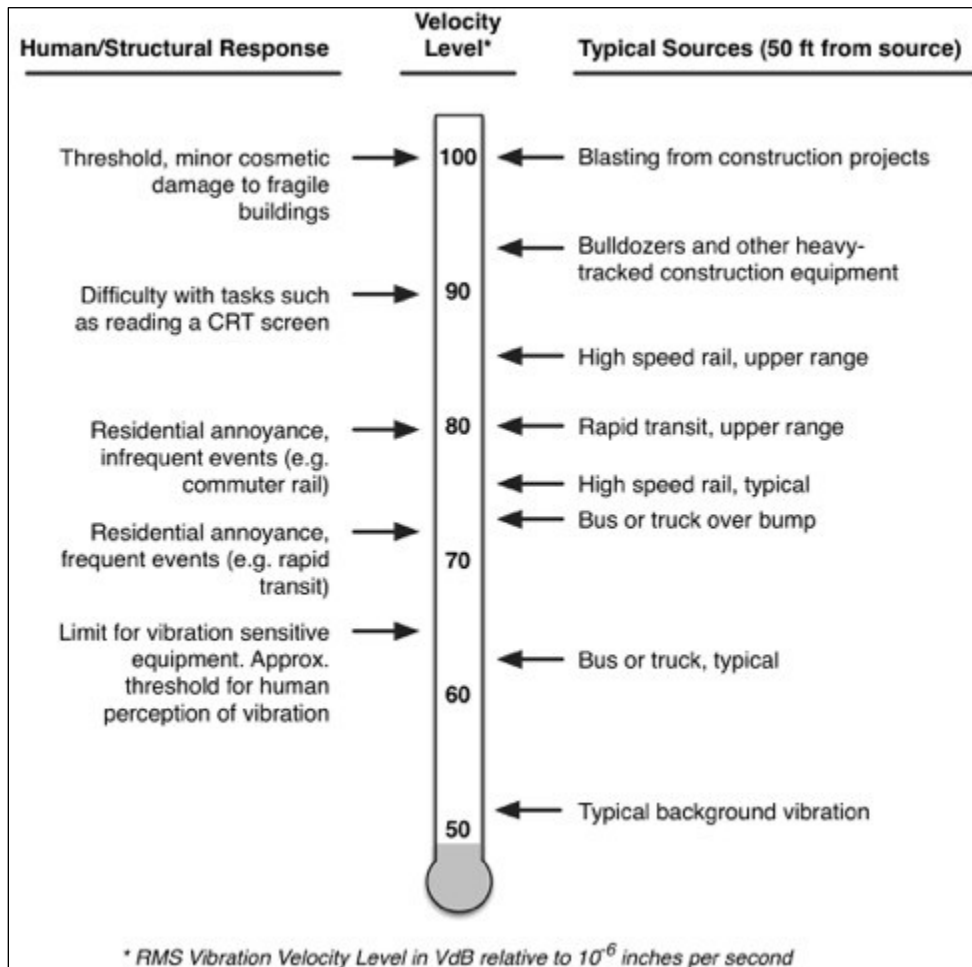 Human/Structural Response
Velocity
Level*
Typical Sources (50 ft from source)
Threshold, minor cosmetic
damage to fragile
buildings
100
Blasting from construction projects
Bulldozers and other heavy-
tracked construction equipment
Difficulty with tasks such
as reading a CRT screen
90
High speed rail, upper range
Residential annoyance,
infrequent events (e.g.
commuter rail)
80
Rapid transit, upper range
High speed rail, typical
Bus or truck over bump
Residential annoyance,
frequent events (e.g. rapid
transit)
70
Limit for vibration sensitive
equipment. Approx.
threshold for human
perception of vibration
Bus or truck, typical
60
Typical background vibration
50
* RMS Vibration Velocity Level in VdB relative to 10⁻⁶ inches per second